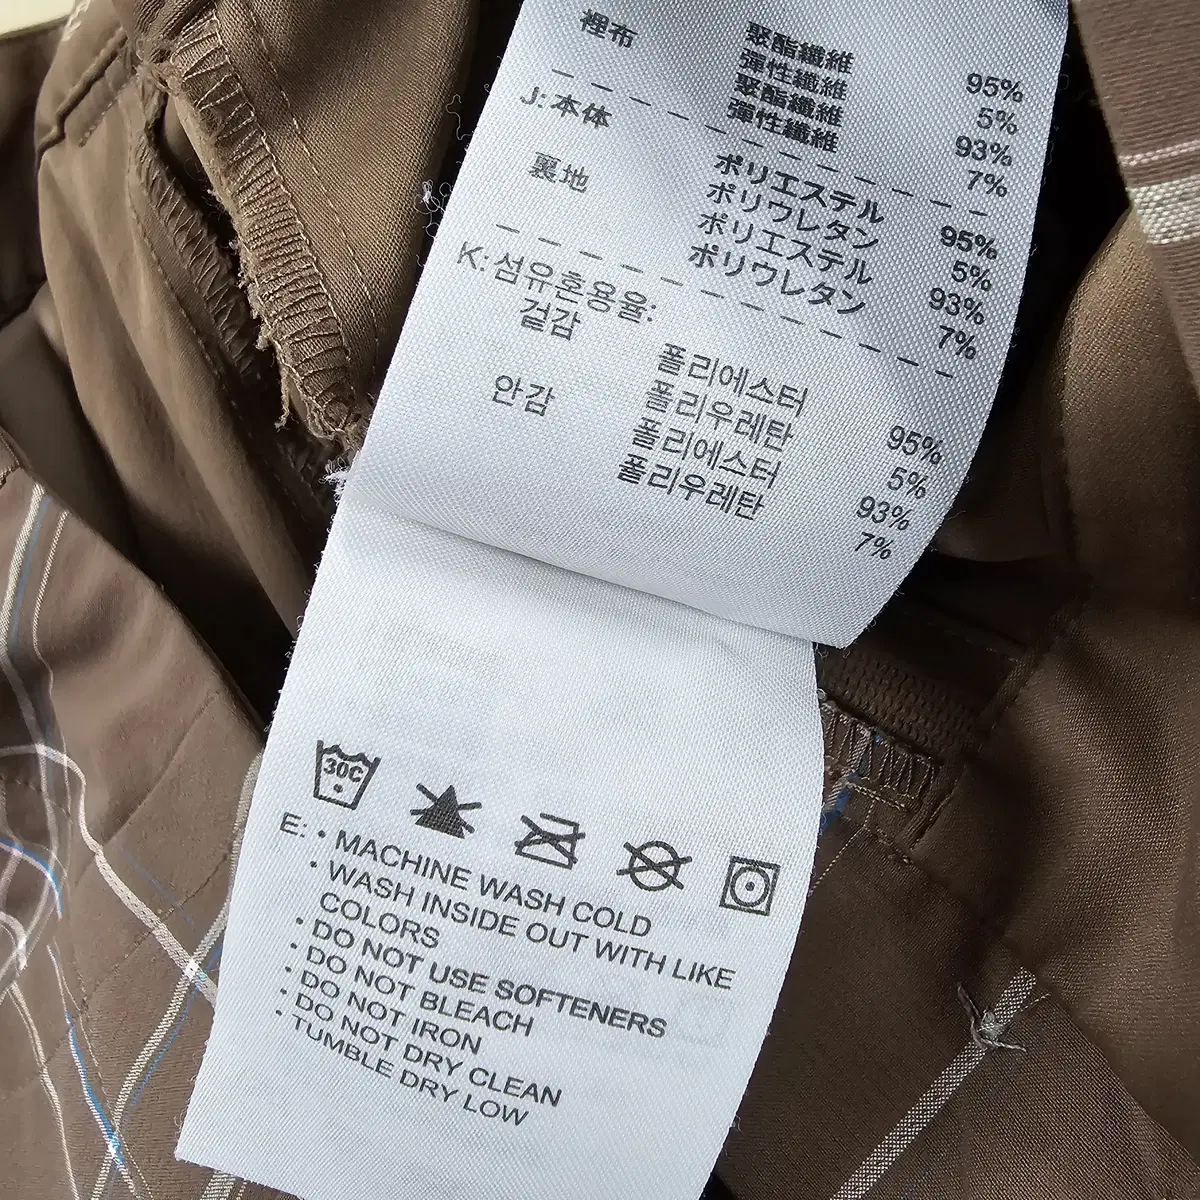 裡布 聚酯纖維 95%
彈性纖維 5%
聚酯纖維 93%
彈性纖維 7%
J: 本体 ポリエステル 95%
ポリウレタン 5%
裏地 ポリエステル 93%
ポリウレタン 7%
K: 섬유혼용율:
겉감 폴리에스터 95%
폴리우레탄 5%
안감 폴리에스터 93%
폴리우레탄 7%
30C
E: • MACHINE WASH COLD
• WASH INSIDE OUT WITH LIKE
COLORS
• DO NOT USE SOFTENERS
• DO NOT BLEACH
• DO NOT IRON
• DO NOT DRY CLEAN
• TUMBLE DRY LOW